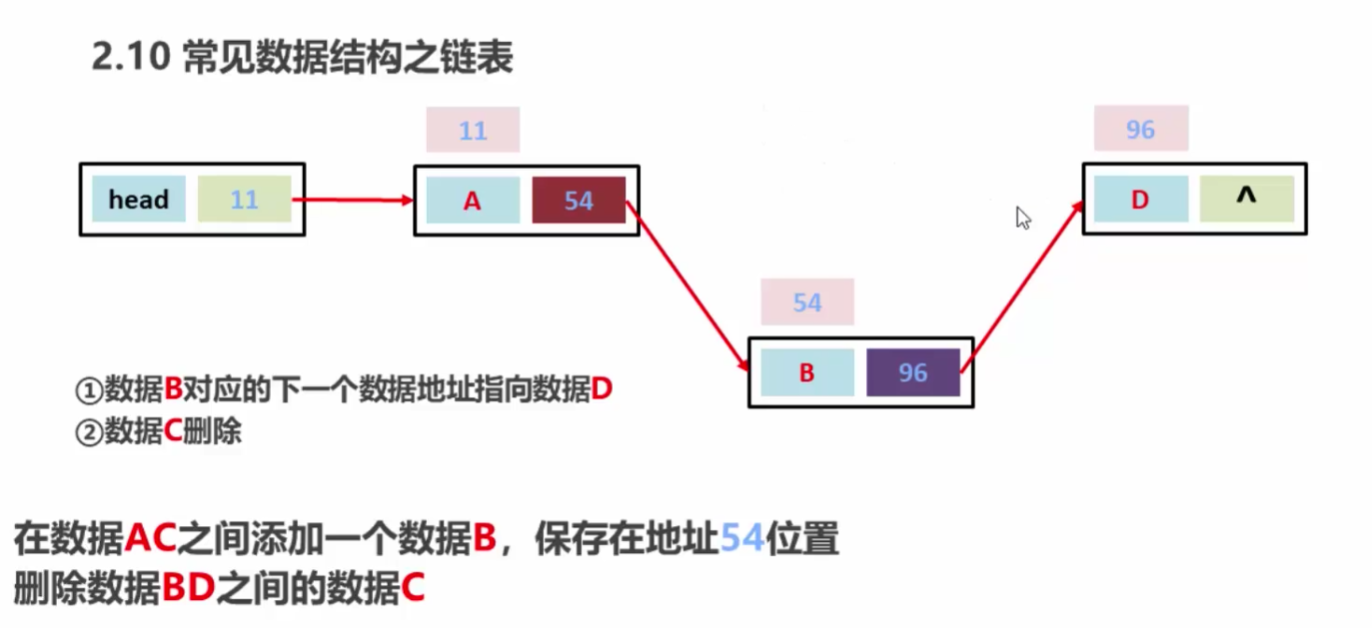 2.10 常见数据结构之链表
11
96
head 11
A 54
D ^
54
B 96
①数据B对应的下一个数据地址指向数据D
②数据C删除
在数据AC之间添加一个数据B，保存在地址54位置
删除数据BD之间的数据C